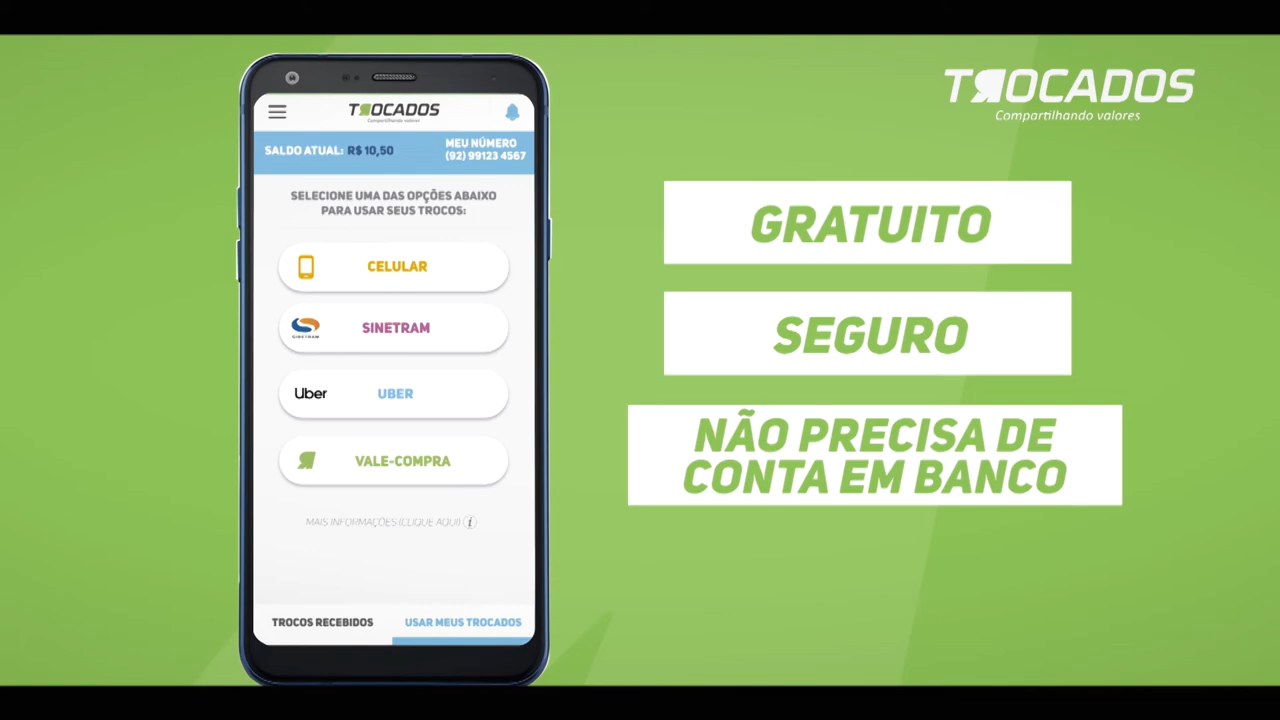 TROCADOS
Compartilhando valores
SALDO ATUAL: R$ 10,50
MEU NÚMERO
(92) 99123 4567
SELECIONE UMA DAS OPÇÕES ABAIXO
PARA USAR SEUS TROCOS:
CELULAR
SINETRAM
SINETRAM
Uber
UBER
VALE-COMPRA
MAIS INFORMAÇÕES (CLIQUE AQUI) i
TROCOS RECEBIDOS
USAR MEUS TROCADOS
TROCADOS
Compartilhando valores
GRATUITO
SEGURO
NÃO PRECISA DE
CONTA EM BANCO